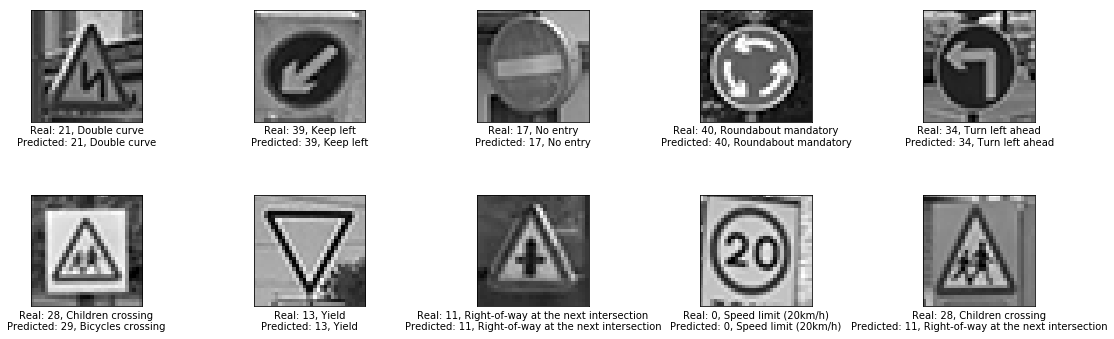 Real: 21, Double curve
Predicted: 21, Double curve
Real: 39, Keep left
Predicted: 39, Keep left
Real: 17, No entry
Predicted: 17, No entry
Real: 40, Roundabout mandatory
Predicted: 40, Roundabout mandatory
Real: 34, Turn left ahead
Predicted: 34, Turn left ahead
Real: 28, Children crossing
Predicted: 29, Bicycles crossing
Real: 13, Yield
Predicted: 13, Yield
Real: 11, Right-of-way at the next intersection
Predicted: 11, Right-of-way at the next intersection
20
Real: 0, Speed limit (20km/h)
Predicted: 0, Speed limit (20km/h)
Real: 28, Children crossing
Predicted: 11, Right-of-way at the next intersection